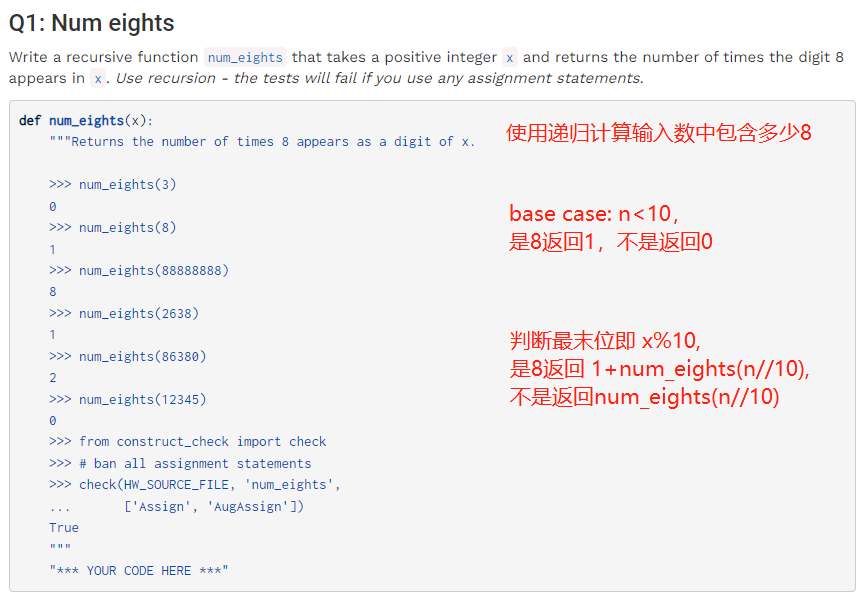 Q1: Num eights
Write a recursive function num_eights that takes a positive integer x and returns the number of times the digit 8
appears in x. Use recursion - the tests will fail if you use any assignment statements.
def num_eights(x):
"""Returns the number of times 8 appears as a digit of x.
使用递归计算输入数中包含多少8
>>> num_eights(3)
0
>>> num_eights(8)
1
>>> num_eights(88888888)
8
>>> num_eights(2638)
1
>>> num_eights(86380)
2
>>> num_eights(12345)
0
>>> from construct_check import check
>>> # ban all assignment statements
>>> check(HW_SOURCE_FILE, 'num_eights',
...       ['Assign', 'AugAssign'])
True
"""
"*** YOUR CODE HERE ***"
base case: n<10,
是8返回1，不是返回0
判断最末位即 x%10,
是8返回 1+num_eights(n//10),
不是返回num_eights(n//10)